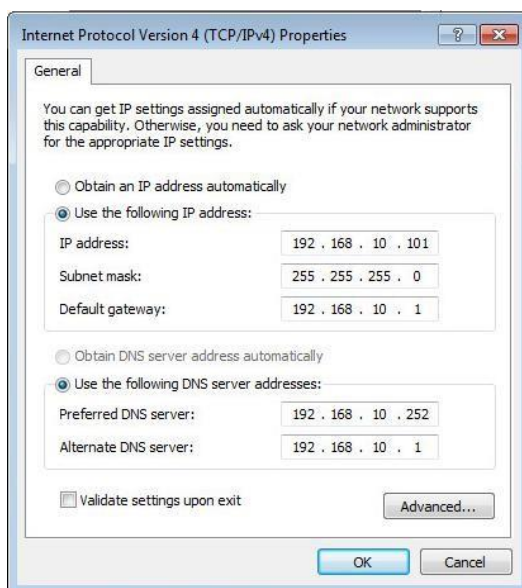 Internet Protocol Version 4 (TCP/IPv4) Properties
General
You can get IP settings assigned automatically if your network supports
this capability. Otherwise, you need to ask your network administrator
for the appropriate IP settings.
Obtain an IP address automatically
Use the following IP address:
IP address: 192 . 168 . 10 . 101
Subnet mask: 255 . 255 . 255 . 0
Default gateway: 192 . 168 . 10 . 1
Obtain DNS server address automatically
Use the following DNS server addresses:
Preferred DNS server: 192 . 168 . 10 . 252
Alternate DNS server: 192 . 168 . 10 . 1
Validate settings upon exit
Advanced...
OK Cancel